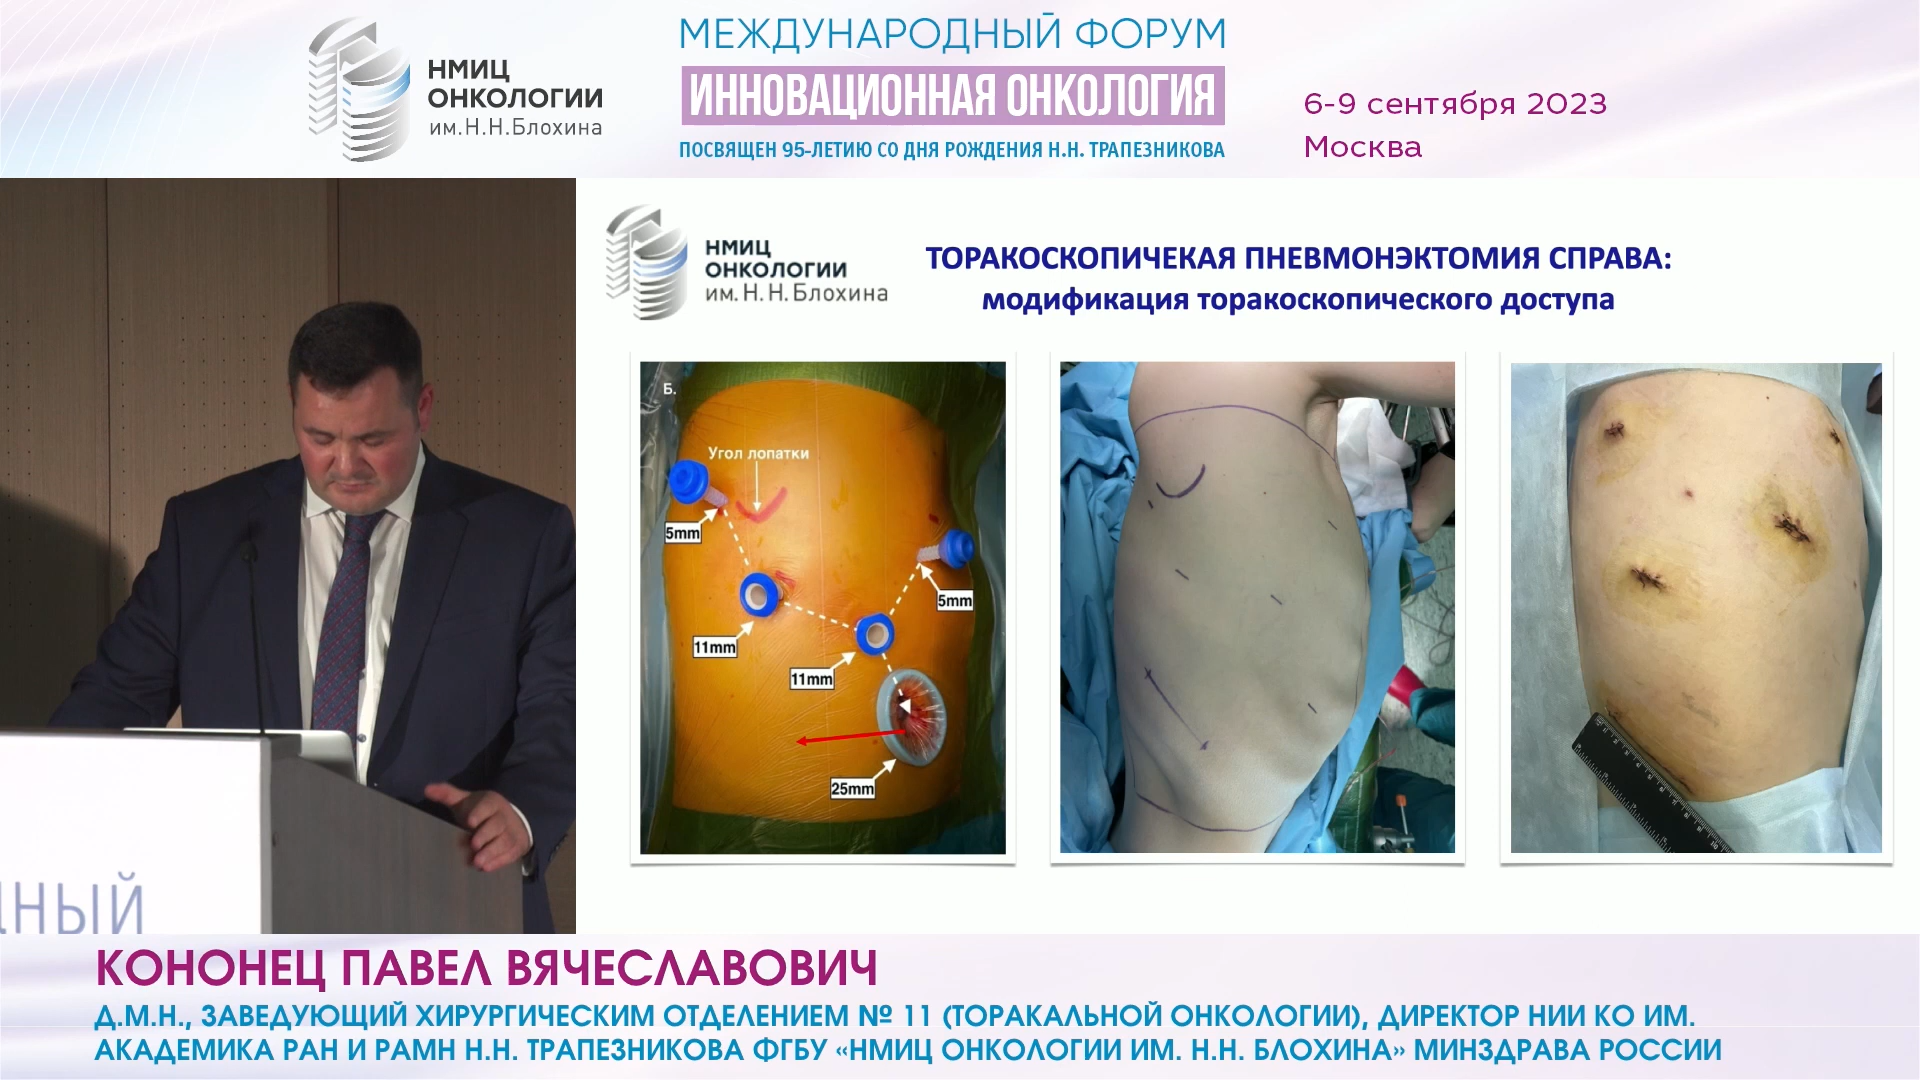 НМИЦ
ОНКОЛОГИИ
им.Н.Н.Блохина
МЕЖДУНАРОДНЫЙ ФОРУМ
ИННОВАЦИОННАЯ ОНКОЛОГИЯ
ПОСВЯЩЕН 95-ЛЕТИЮ СО ДНЯ РОЖДЕНИЯ Н.Н. ТРАПЕЗНИКОВА
6-9 сентября 2023
Москва
НМИЦ
ОНКОЛОГИИ
им. Н. Н. Блохина
ТОРАКОСКОПИЧЕКАЯ ПНЕВМОНЭКТОМИЯ СПРАВА:
модификация торакоскопического доступа
Б.
Угол лопатки
5mm
5mm
11mm
11mm
25mm
НЫЙ
КОНОНЕЦ ПАВЕЛ ВЯЧЕСЛАВОВИЧ
Д.М.Н., ЗАВЕДУЮЩИЙ ХИРУРГИЧЕСКИМ ОТДЕЛЕНИЕМ № 11 (ТОРАКАЛЬНОЙ ОНКОЛОГИИ), ДИРЕКТОР НИИ КО ИМ.
АКАДЕМИКА РАН И РАМН Н.Н. ТРАПЕЗНИКОВА ФГБУ «НМИЦ ОНКОЛОГИИ ИМ. Н.Н. БЛОХИНА» МИНЗДРАВА РОССИИ